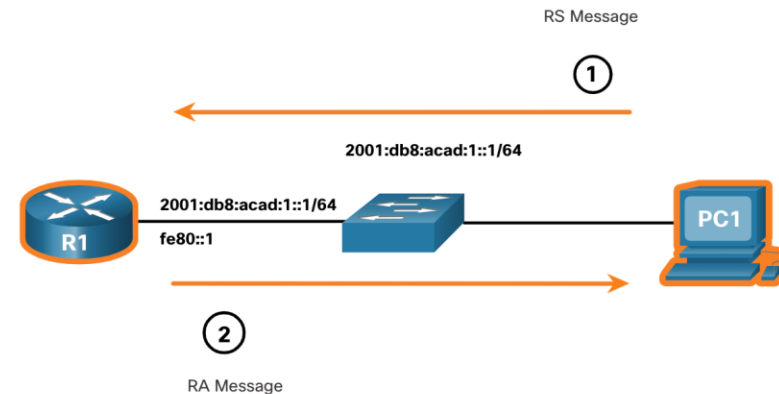 RS Message
1
2001:db8:acad:1::1/64
2001:db8:acad:1::1/64
R1
fe80::1
PC1
2
RA Message